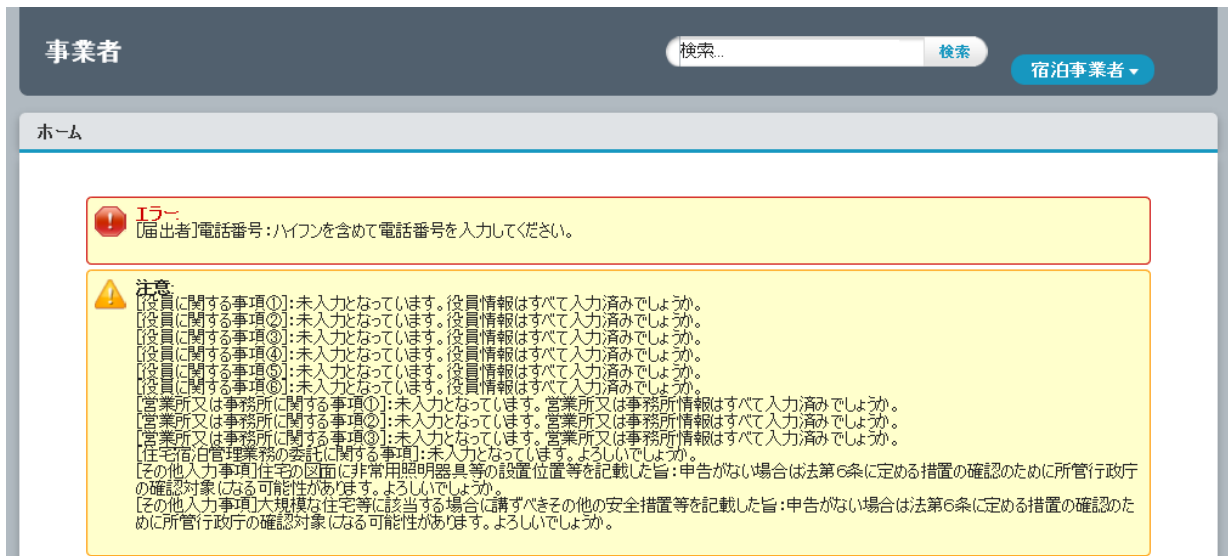 事業者
検索...
検索
宿泊事業者
ホーム
エラー:
[届出者]電話番号:ハイフンを含めて電話番号を入力してください。
注意:
[役員に関する事項①]:未入力となっています。役員情報はすべて入力済みでしょうか。
[役員に関する事項②]:未入力となっています。役員情報はすべて入力済みでしょうか。
[役員に関する事項③]:未入力となっています。役員情報はすべて入力済みでしょうか。
[役員に関する事項④]:未入力となっています。役員情報はすべて入力済みでしょうか。
[役員に関する事項⑤]:未入力となっています。役員情報はすべて入力済みでしょうか。
[役員に関する事項⑥]:未入力となっています。役員情報はすべて入力済みでしょうか。
[営業所又は事務所に関する事項①]:未入力となっています。営業所又は事務所情報はすべて入力済みでしょうか。
[営業所又は事務所に関する事項②]:未入力となっています。営業所又は事務所情報はすべて入力済みでしょうか。
[営業所又は事務所に関する事項③]:未入力となっています。営業所又は事務所情報はすべて入力済みでしょうか。
[住宅宿泊管理業務の委託に関する事項]:未入力となっています。よろしいでしょうか。
[その他入力事項]住宅の図面に非常用照明器具等の設置位置等を記載した旨:申告がない場合は法第6条に定める措置の確認のために所管行政庁
の確認対象になる可能性があります。よろしいでしょうか。
[その他入力事項]大規模な住宅等に該当する場合に講ずべきその他の安全措置等を記載した旨:申告がない場合は法第6条に定める措置の確認のた
めに所管行政庁の確認対象になる可能性があります。よろしいでしょうか。